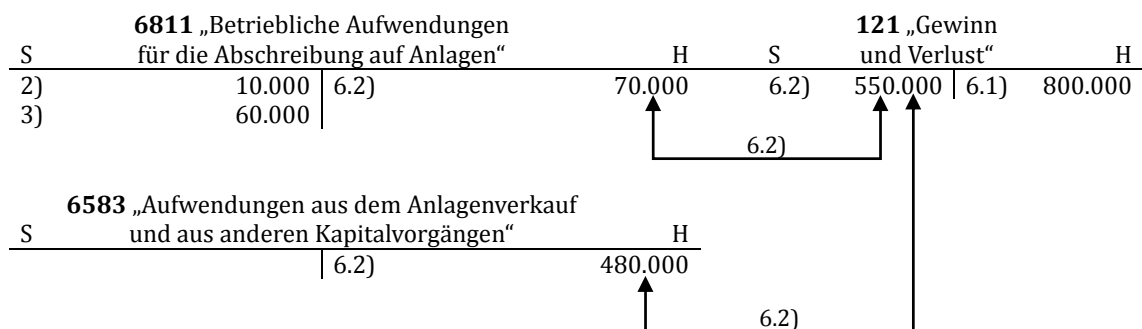 6811 „Betriebliche Aufwendungen
für die Abschreibung auf Anlagen“
S H
2) 10.000 6.2) 70.000
3) 60.000
121 „Gewinn
und Verlust“
S H
6.2) 550.000 6.1) 800.000
6.2)
6583 „Aufwendungen aus dem Anlagenverkauf
und aus anderen Kapitalvorgängen“
S H
6.2) 480.000
6.2)